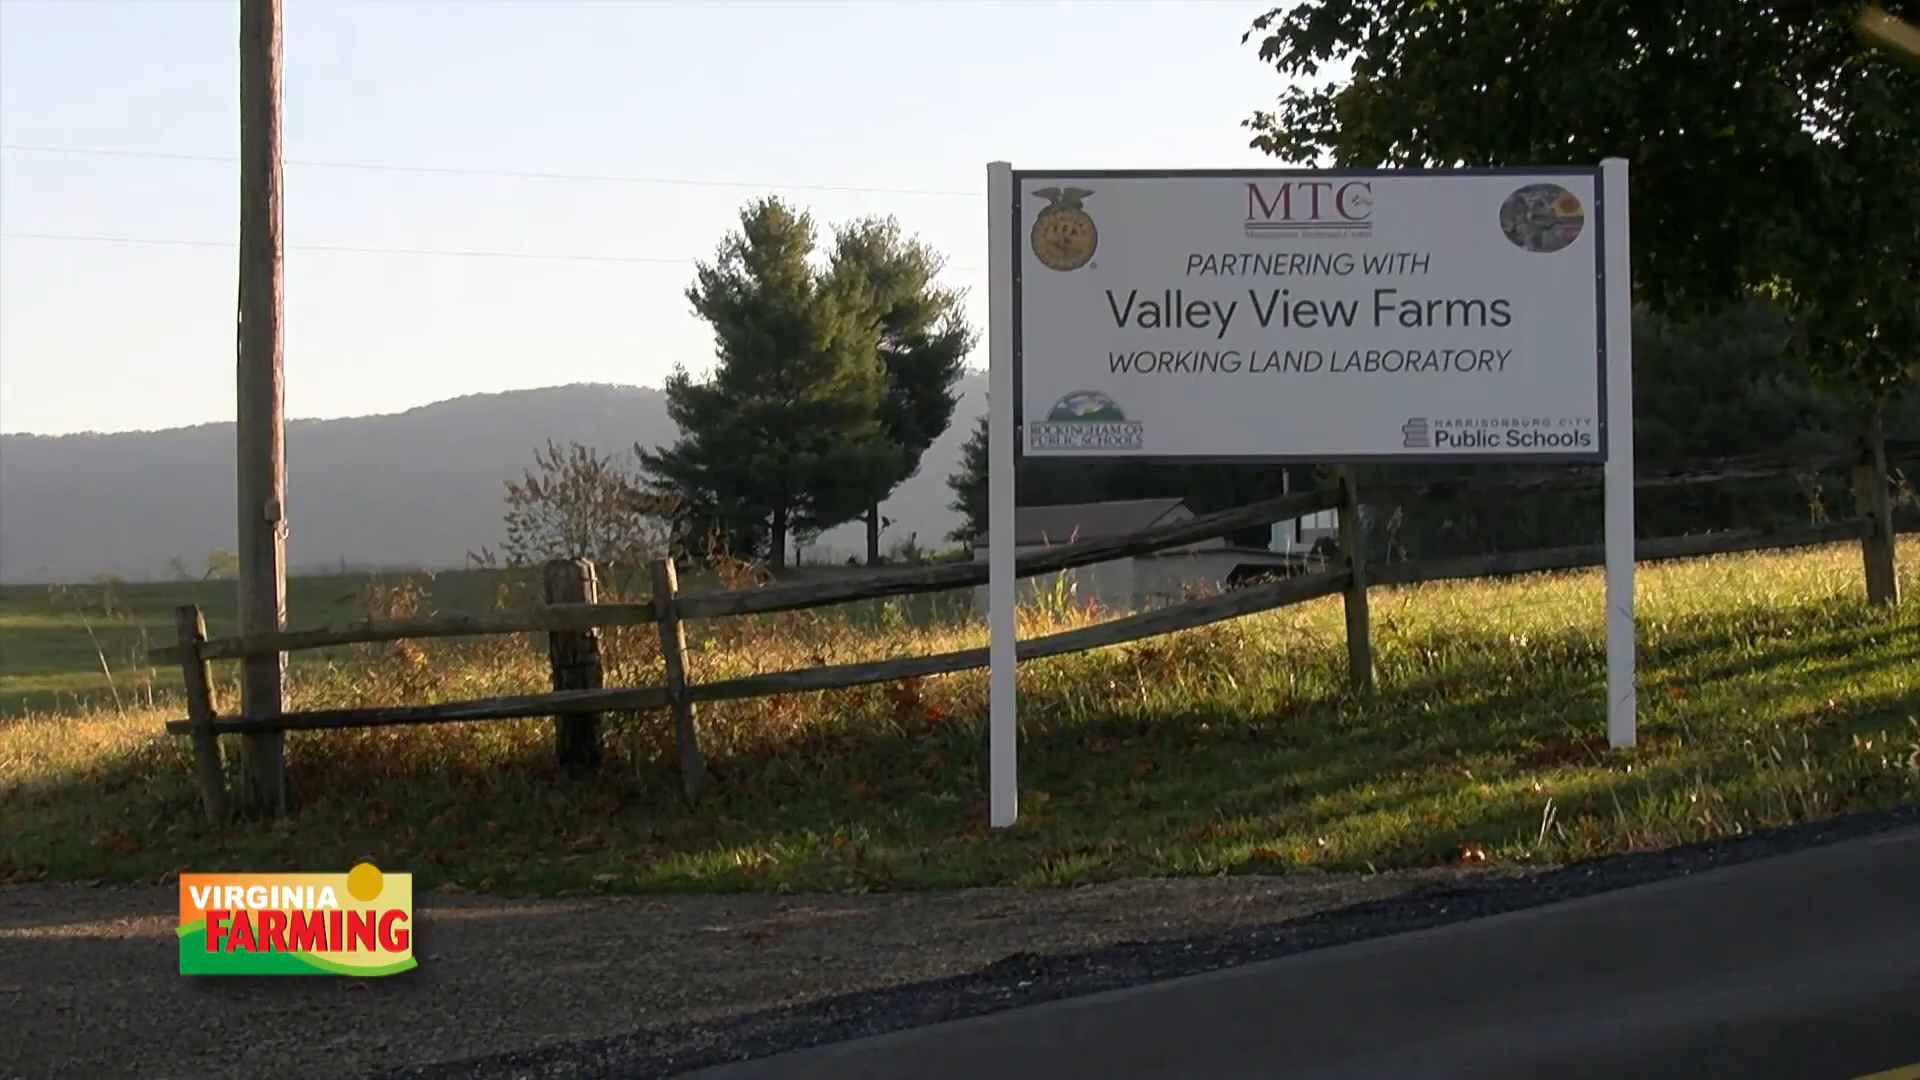 MTC
PARTNERING WITH
Valley View Farms
WORKING LAND LABORATORY
ROCKINGHAM CO
PUBLIC SCHOOLS
HARRISONBURG CITY
Public Schools
VIRGINIA
FARMING